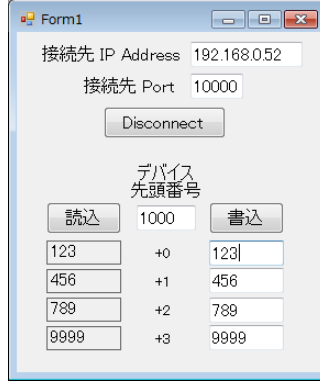 Form1
接続先 IP Address 192.168.0.52
接続先 Port 10000
Disconnect
デバイス
先頭番号
読込 1000 書込
123 +0 123
456 +1 456
789 +2 789
9999 +3 9999